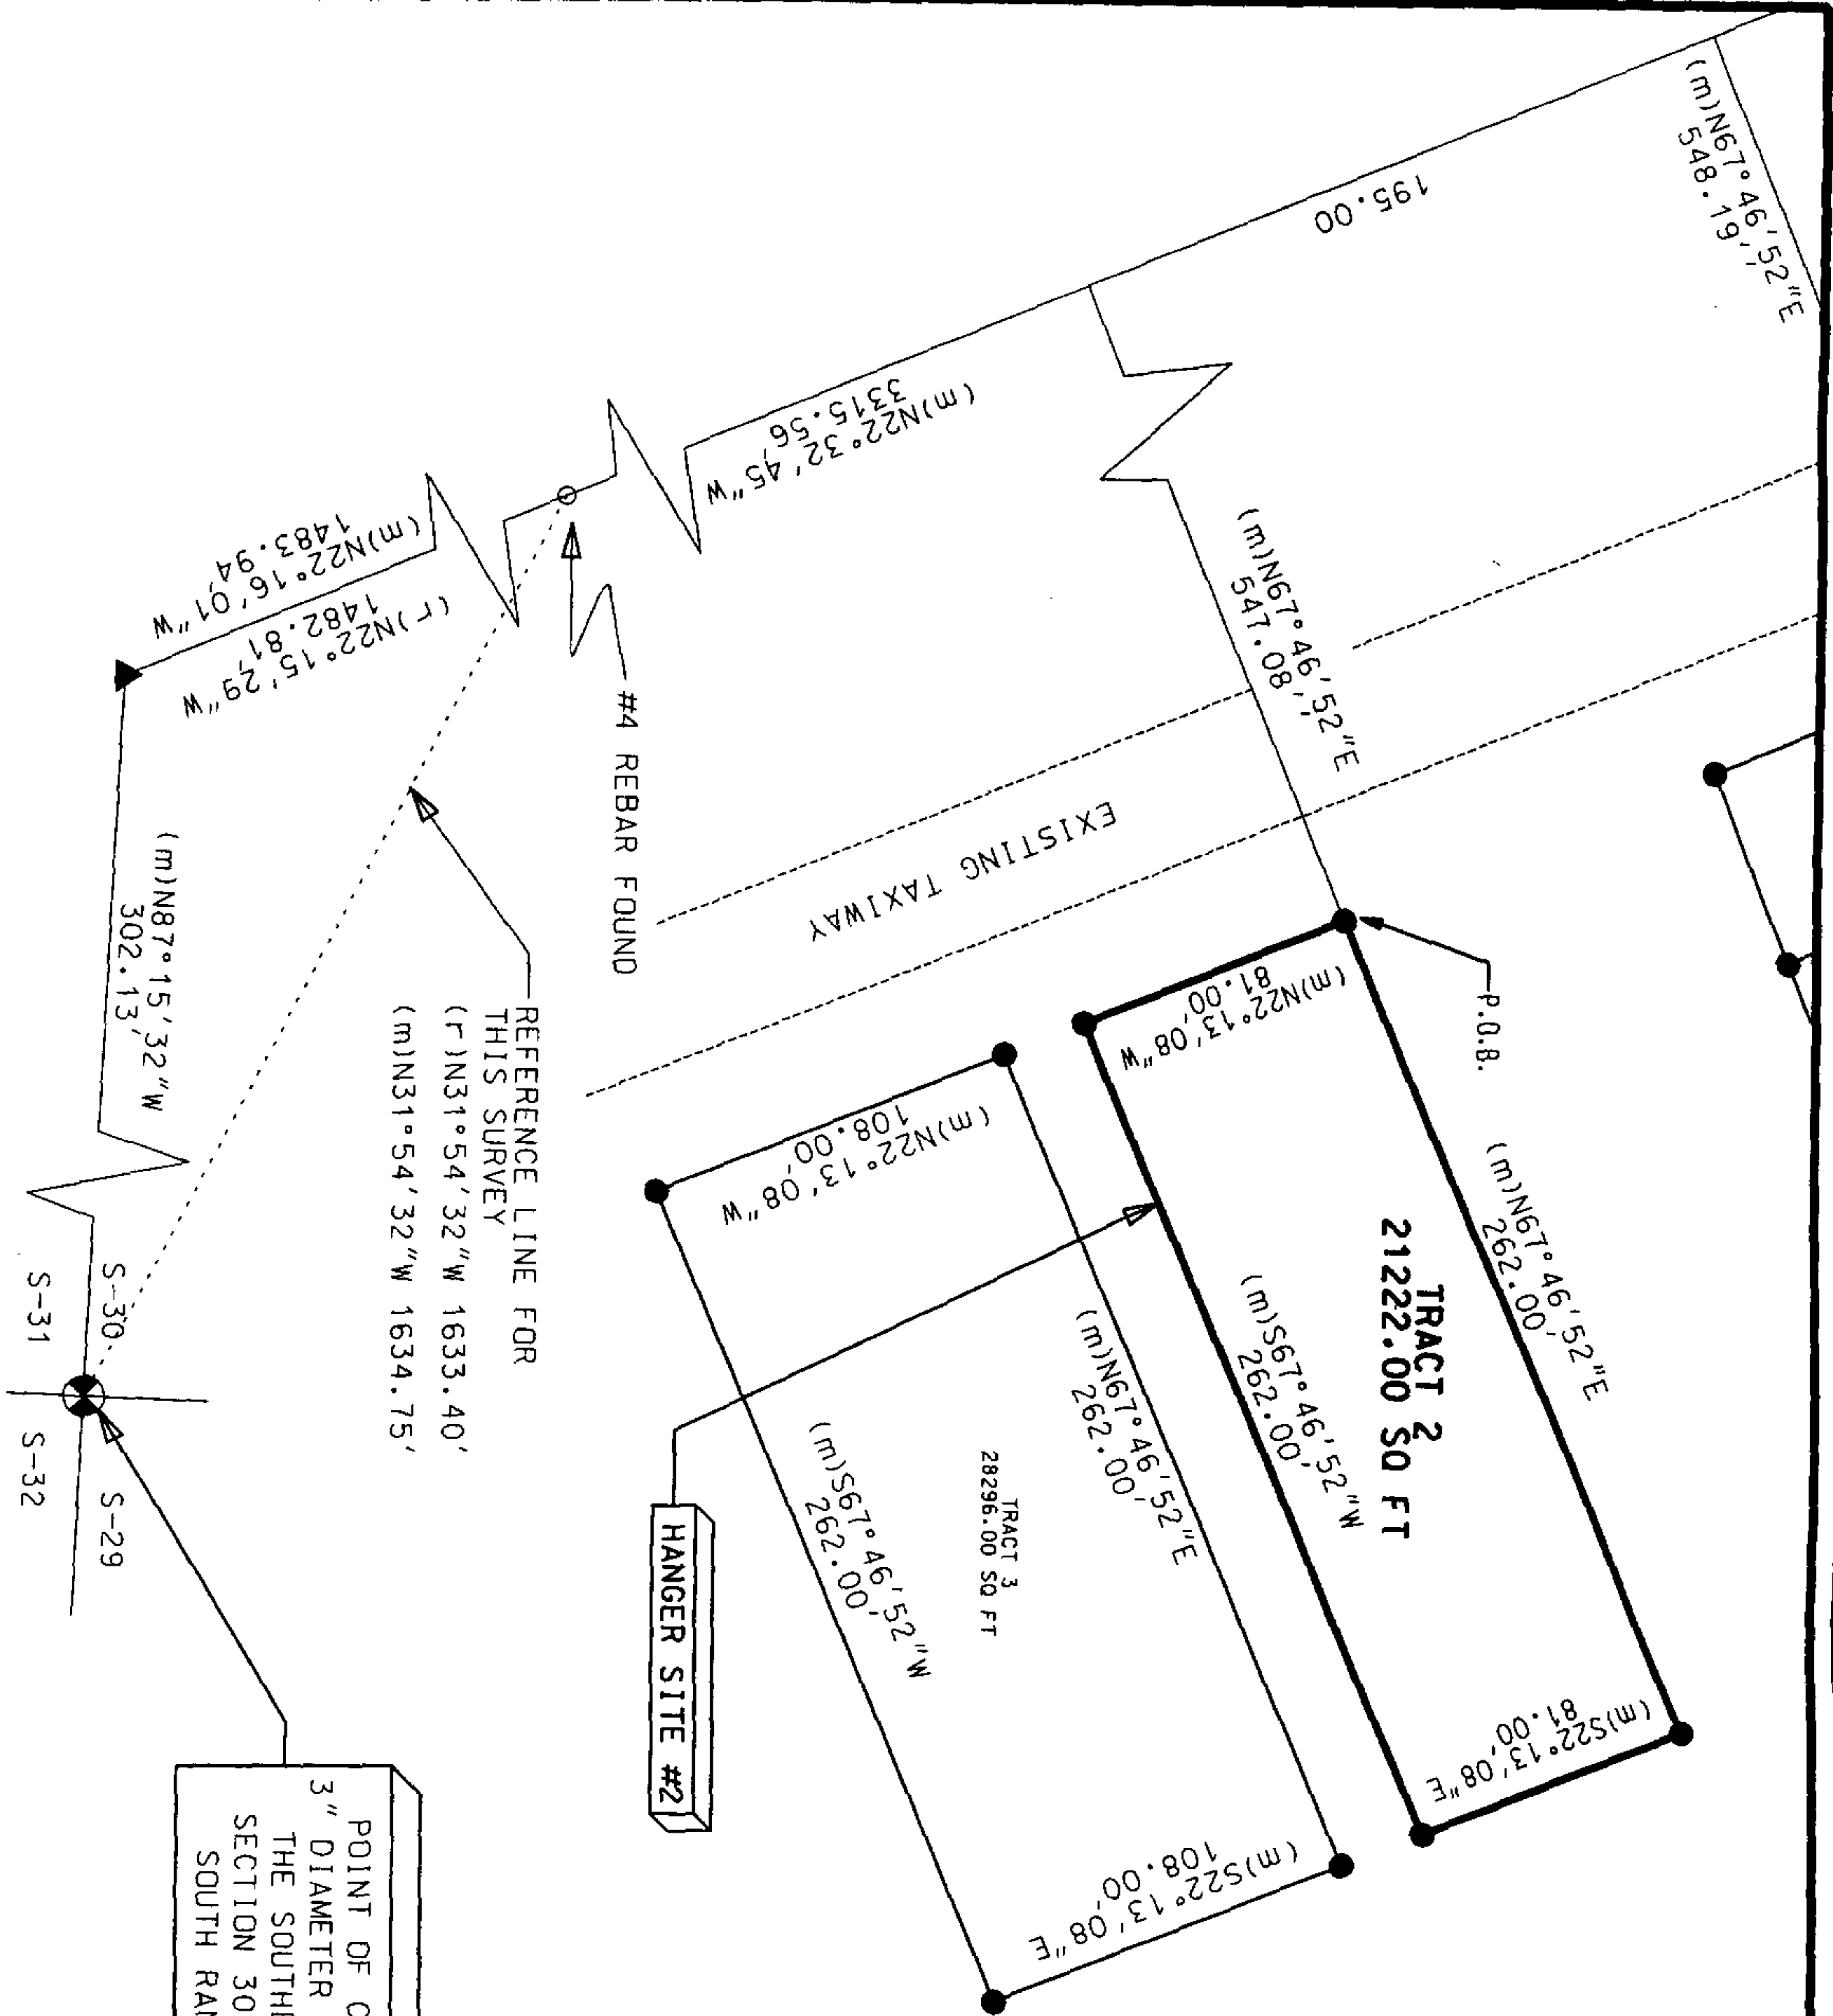 (m)N67°46'52"E
548.19'
195.00
(m)N22°32'45"W
3315.56'
(m)N67°46'52"E
547.08'
EXISTING TAXIWAY
P.O.B.
(m)N67°46'52"E
262.00'
TRACT 2
21222.00 SQ FT
(m)N22°13'08"W
81.00'
(m)S67°46'52"W
262.00'
(m)S22°13'08"E
81.00'
(m)N67°46'52"E
262.00'
TRACT 3
28296.00 SQ FT
(m)N22°13'08"W
108.00'
(m)S67°46'52"W
262.00'
(m)S22°13'08"E
108.00'
HANGER SITE #2
#4 REBAR FOUND
REFERENCE LINE FOR
THIS SURVEY
(r)N31°54'32"W 1633.40'
(m)N31°54'32"W 1634.75'
(m)N22°16'01"W
1483.94'
(r)N22°15'29"W
1482.81'
(m)N87°15'32"W
302.13'
S-30
S-29
S-31
S-32
POINT OF
3" DIAMETER
THE
SECTION 30
SOUTH